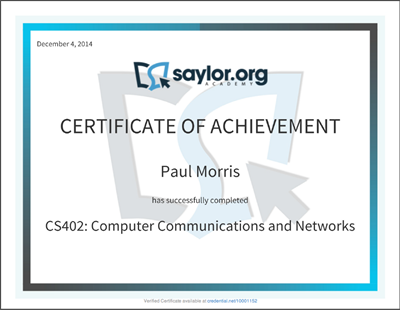 December 4, 2014
saylor.org
ACADEMY
CERTIFICATE OF ACHIEVEMENT
Paul Morris
has successfully completed
CS402: Computer Communications and Networks
Verified Certificate available at credential.net/10001152